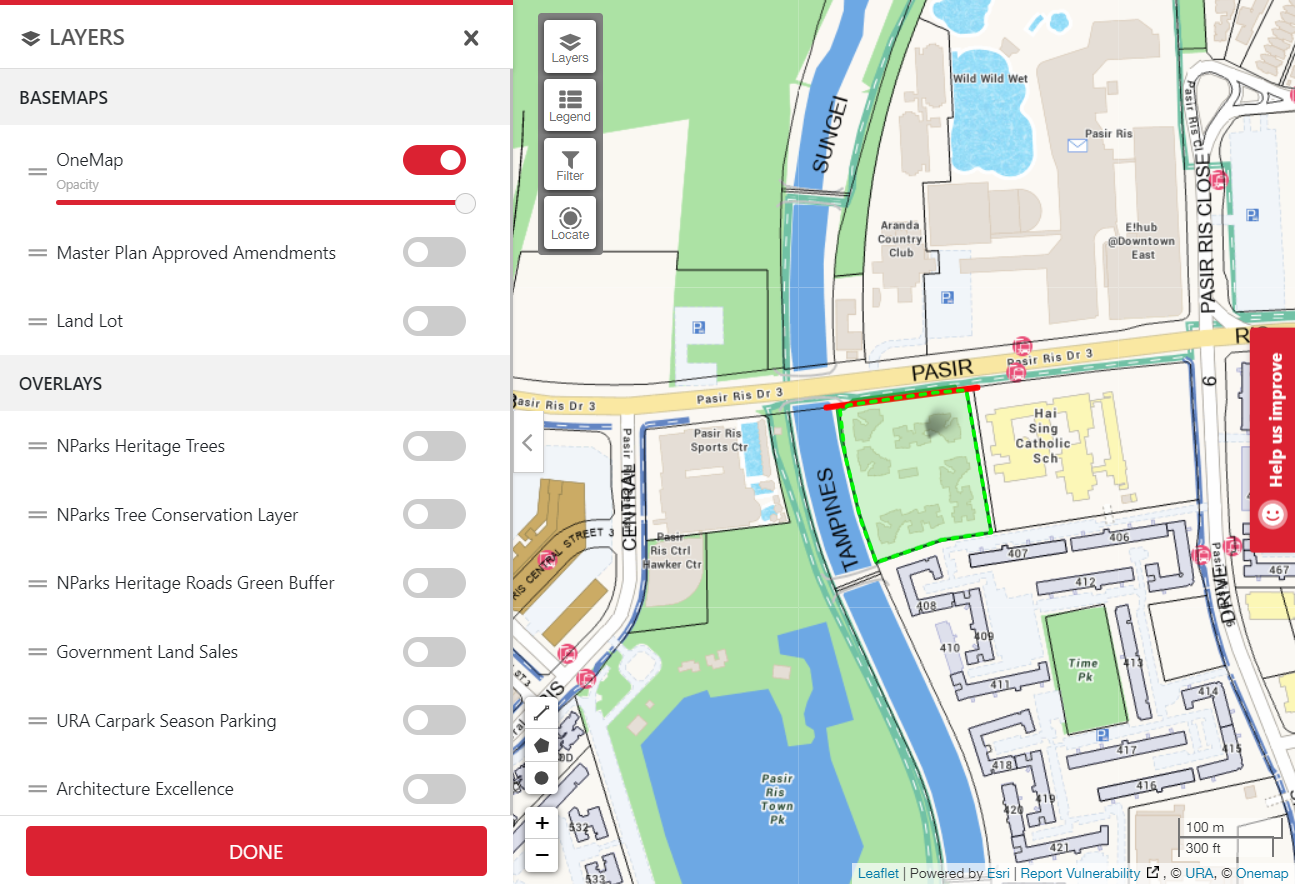 LAYERS
BASEMAPS
OneMap
Opacity
Master Plan Approved Amendments
Land Lot
OVERLAYS
NParks Heritage Trees
NParks Tree Conservation Layer
NParks Heritage Roads Green Buffer
Government Land Sales
URA Carpark Season Parking
Architecture Excellence
DONE
Layers
Legend
Filter
Locate
SUNGEI
Wild Wild Wet
Pasir Ris
Pasir Ris Cl
PASIR RIS CLOSE
Aranda
Country
Club
E!hub
@Downtown
East
PASIR
Pasir Ris Dr 3
Pasir Ris Dr 3
asir Ris Dr 3
6
Help us improve
Pasir Ris
Sports Ctr
Hai
Sing
Catholic
Sch
CENTRAL
TAMPINES
RIS CENTRAL STREET 3
Pasir
Ris Ctrl
Hawker Ctr
407
406
412
467
408
409
410
411
413
414
415
DRIVE
Time
Pk
418
417
416
419
420
421
Pasir
Ris
Town
Pk
532
533
+
−
100 m
300 ft
Leaflet | Powered by Esri | Report Vulnerability , © URA, © Onemap